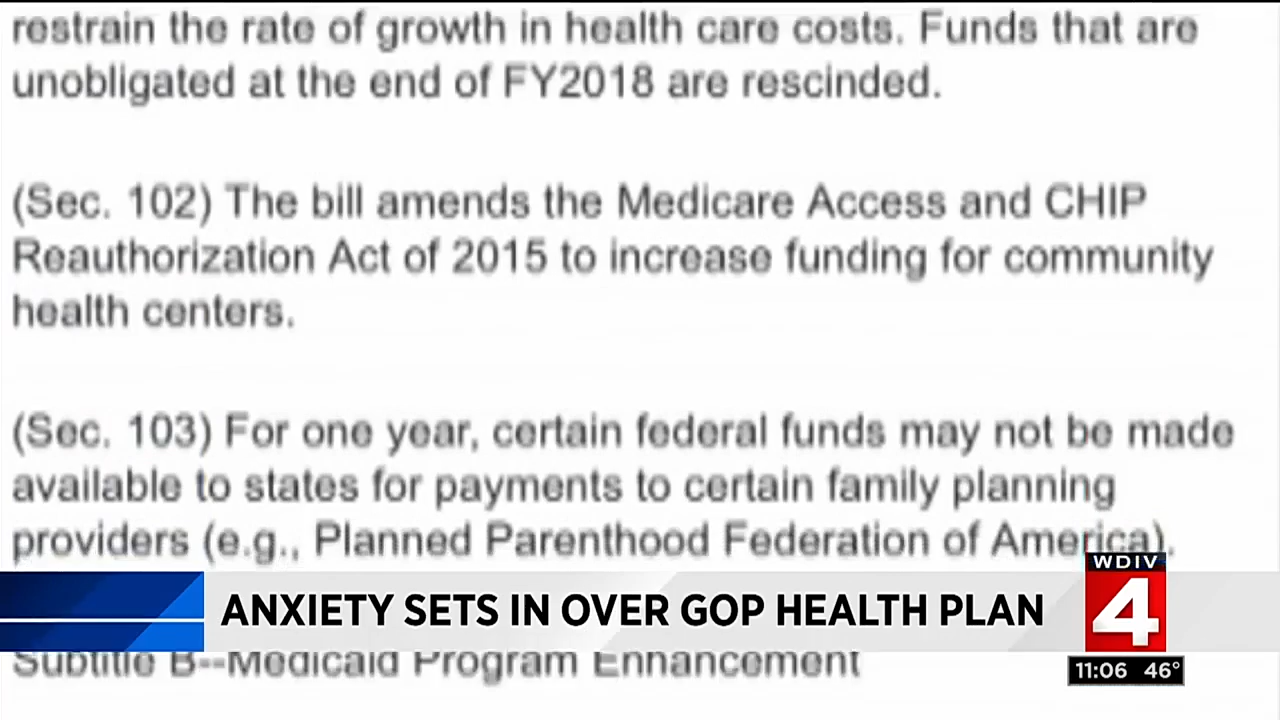 restrain the rate of growth in health care costs. Funds that are
unobligated at the end of FY2018 are rescinded.
(Sec. 102) The bill amends the Medicare Access and CHIP
Reauthorization Act of 2015 to increase funding for community
health centers.
(Sec. 103) For one year, certain federal funds may not be made
available to states for payments to certain family planning
providers (e.g., Planned Parenthood Federation of America).
WDIV
ANXIETY SETS IN OVER GOP HEALTH PLAN
4
Subtitle B--Medicaid Program Enhancement
11:06 46°